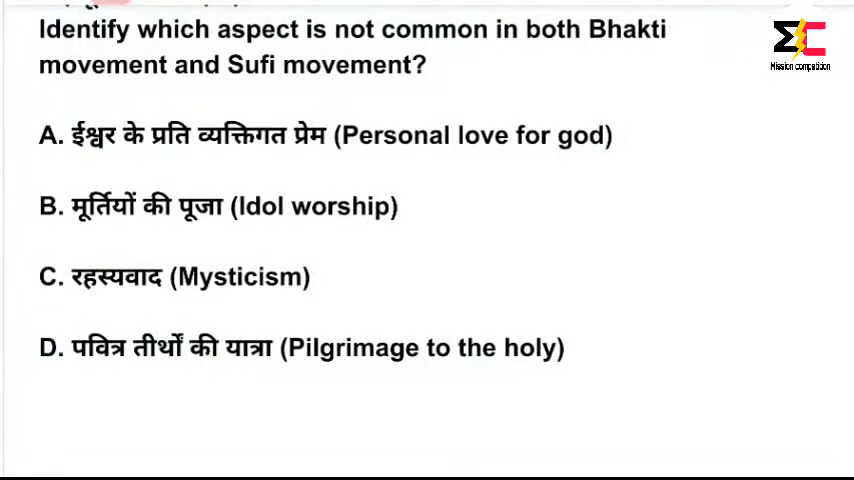 Identify which aspect is not common in both Bhakti
movement and Sufi movement?
A. ईश्वर के प्रति व्यक्तिगत प्रेम (Personal love for god)
B. मूर्तियों की पूजा (Idol worship)
C. रहस्यवाद (Mysticism)
D. पवित्र तीर्थों की यात्रा (Pilgrimage to the holy)
Mission competition